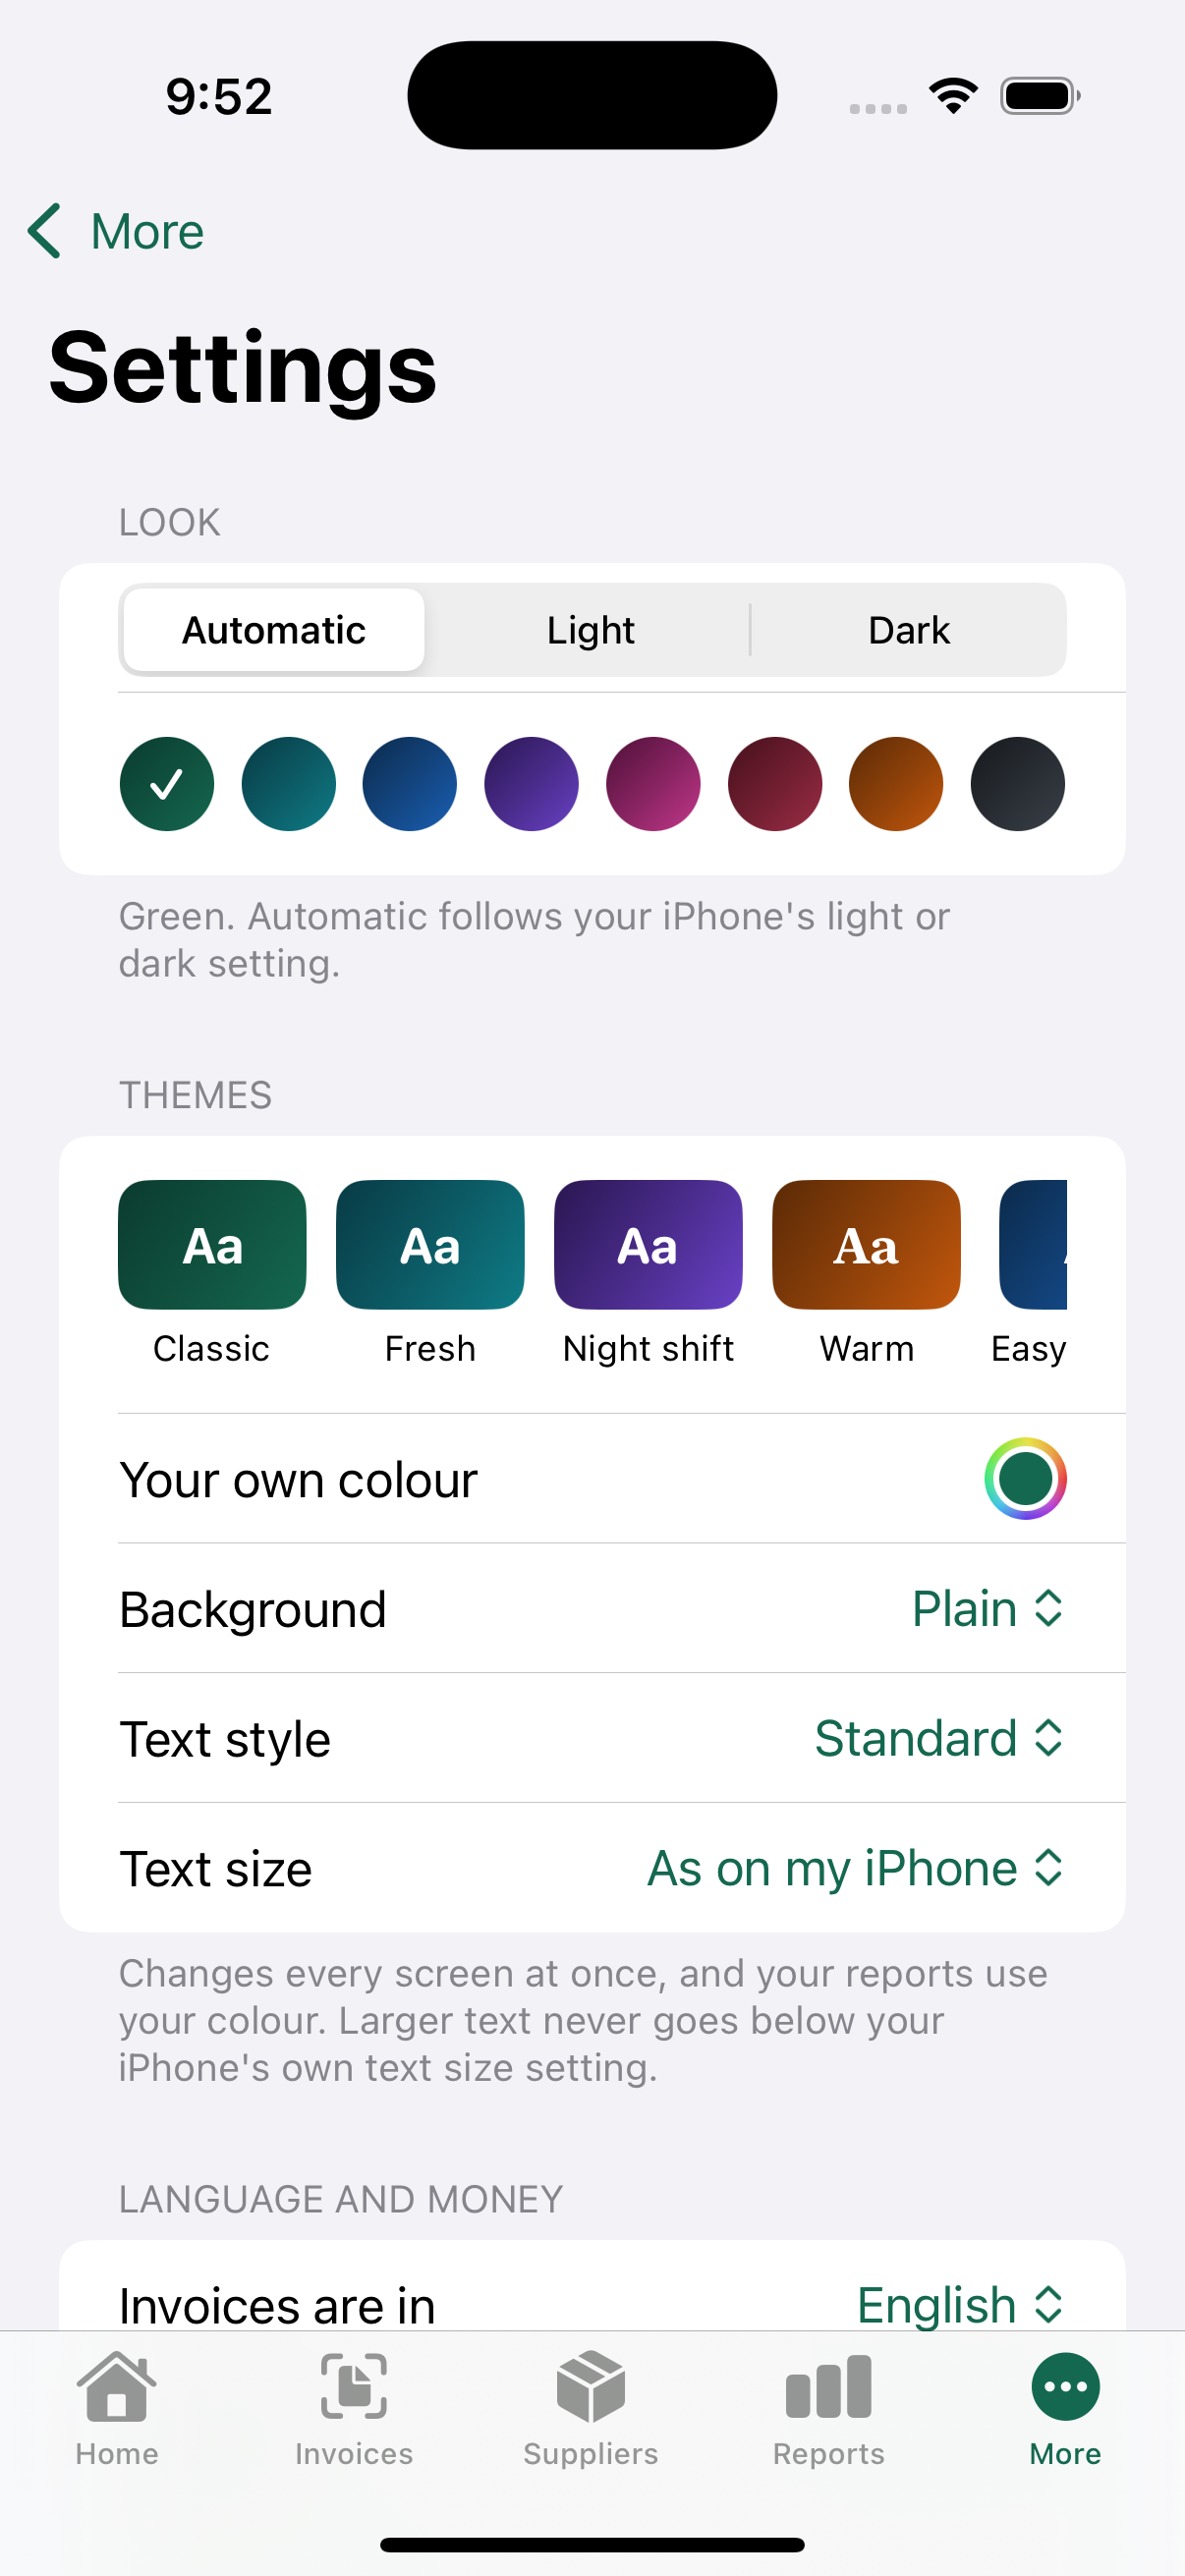 9:52
More
Settings
LOOK
Automatic Light Dark
Green. Automatic follows your iPhone's light or
dark setting.
THEMES
Aa Aa Aa Aa
Classic Fresh Night shift Warm Easy
Your own colour
Background Plain
Text style Standard
Text size As on my iPhone
Changes every screen at once, and your reports use
your colour. Larger text never goes below your
iPhone's own text size setting.
LANGUAGE AND MONEY
Invoices are in English
Home Invoices Suppliers Reports More